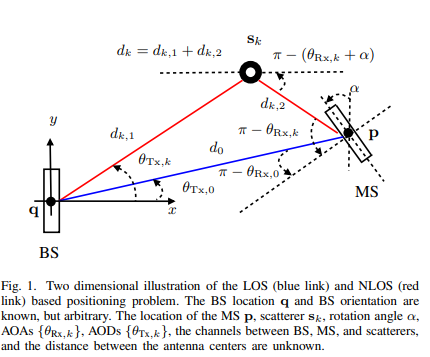 s_k
d_k = d_{k,1} + d_{k,2}
π − (θ_{Rx,k} + α)
d_{k,2}
α
y
d_{k,1}
π − θ_{Rx,k}
p
θ_{Tx,k}
d_0
π − θ_{Rx,0}
θ_{Tx,0}
MS
q
x
BS
Fig. 1. Two dimensional illustration of the LOS (blue link) and NLOS (red
link) based positioning problem. The BS location q and BS orientation are
known, but arbitrary. The location of the MS p, scatterer s_k, rotation angle α,
AOAs {θ_{Rx,k}}, AODs {θ_{Tx,k}}, the channels between BS, MS, and scatterers,
and the distance between the antenna centers are unknown.